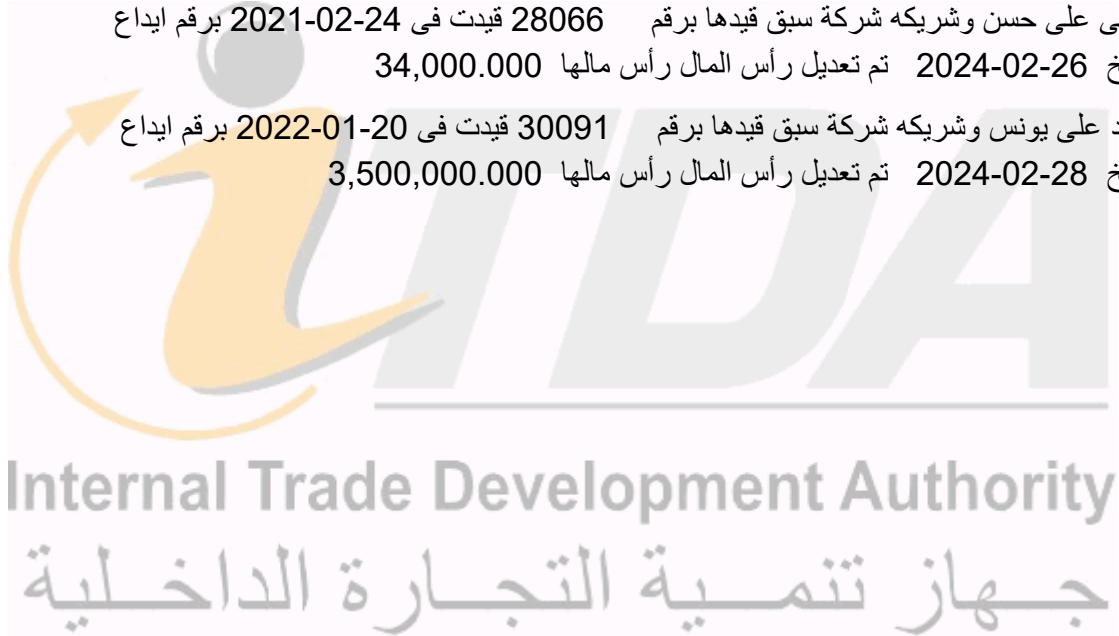 على حسن وشريكه شركة سبق قيدها برقم 28066 قيدت فى 24-02-2021 برقم ايداع
26-02-2024 تم تعديل رأس المال رأس مالها 34,000.000
على يونس وشريكه شركة سبق قيدها برقم 30091 قيدت فى 20-01-2022 برقم ايداع
28-02-2024 تم تعديل رأس المال رأس مالها 3,500,000.000
iTDA
Internal Trade Development Authority
جهاز تنمية التجارة الداخلية